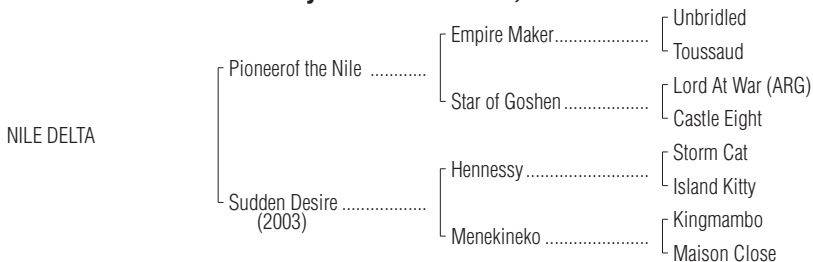 Unbridled
Empire Maker.....................
Toussaud
Pioneerof the Nile ............
Lord At War (ARG)
Star of Goshen...................
Castle Eight
NILE DELTA
Storm Cat
Hennessy ...........................
Island Kitty
Sudden Desire ..................
(2003)
Kingmambo
Menekineko .......................
Maison Close